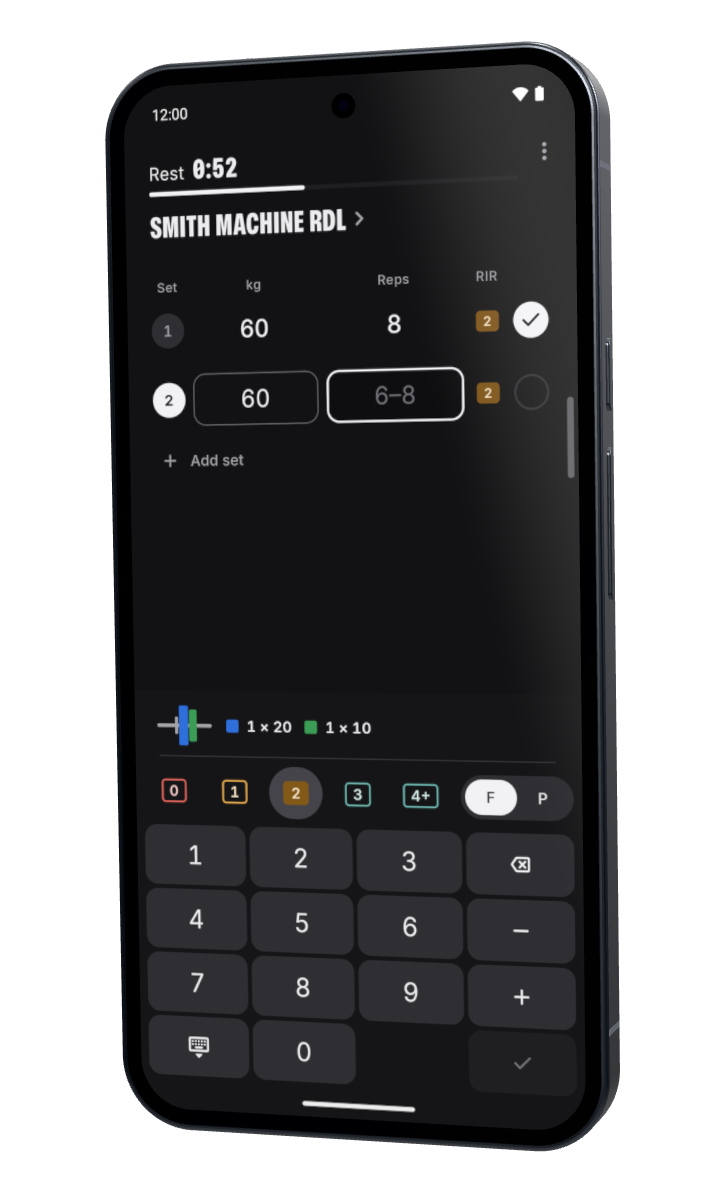 12:00
Rest 0:52
SMITH MACHINE RDL
Set kg Reps RIR
1 60 8 2
2 60 6–8 2
+ Add set
1 × 20 1 × 10
0 1 2 3 4+ F P
1 2 3
4 5 6 −
7 8 9 +
0